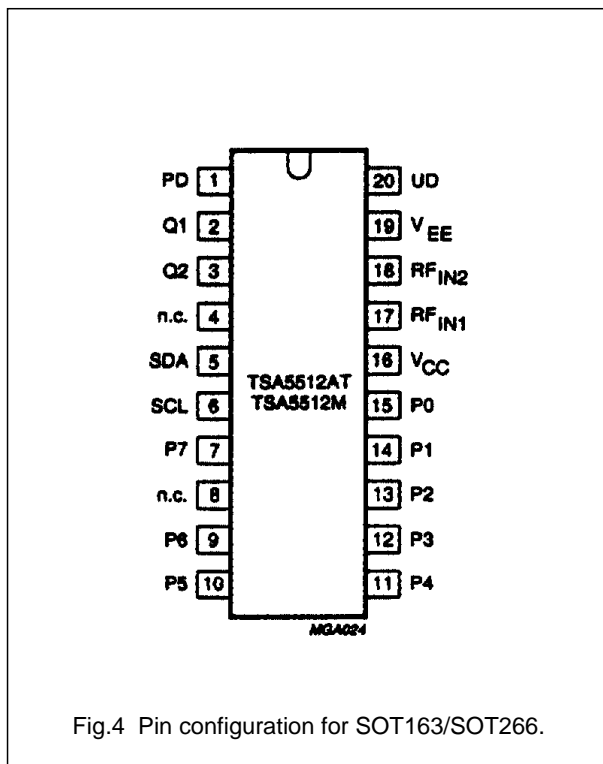 PD 1 20 UD
Q1 2 19 VEE
Q2 3 18 RFIN2
n.c. 4 17 RFIN1
SDA 5 16 VCC
TSA5512AT
TSA5512M
SCL 6 15 P0
P7 7 14 P1
n.c. 8 13 P2
P6 9 12 P3
P5 10 11 P4
MGA024
Fig.4 Pin configuration for SOT163/SOT266.